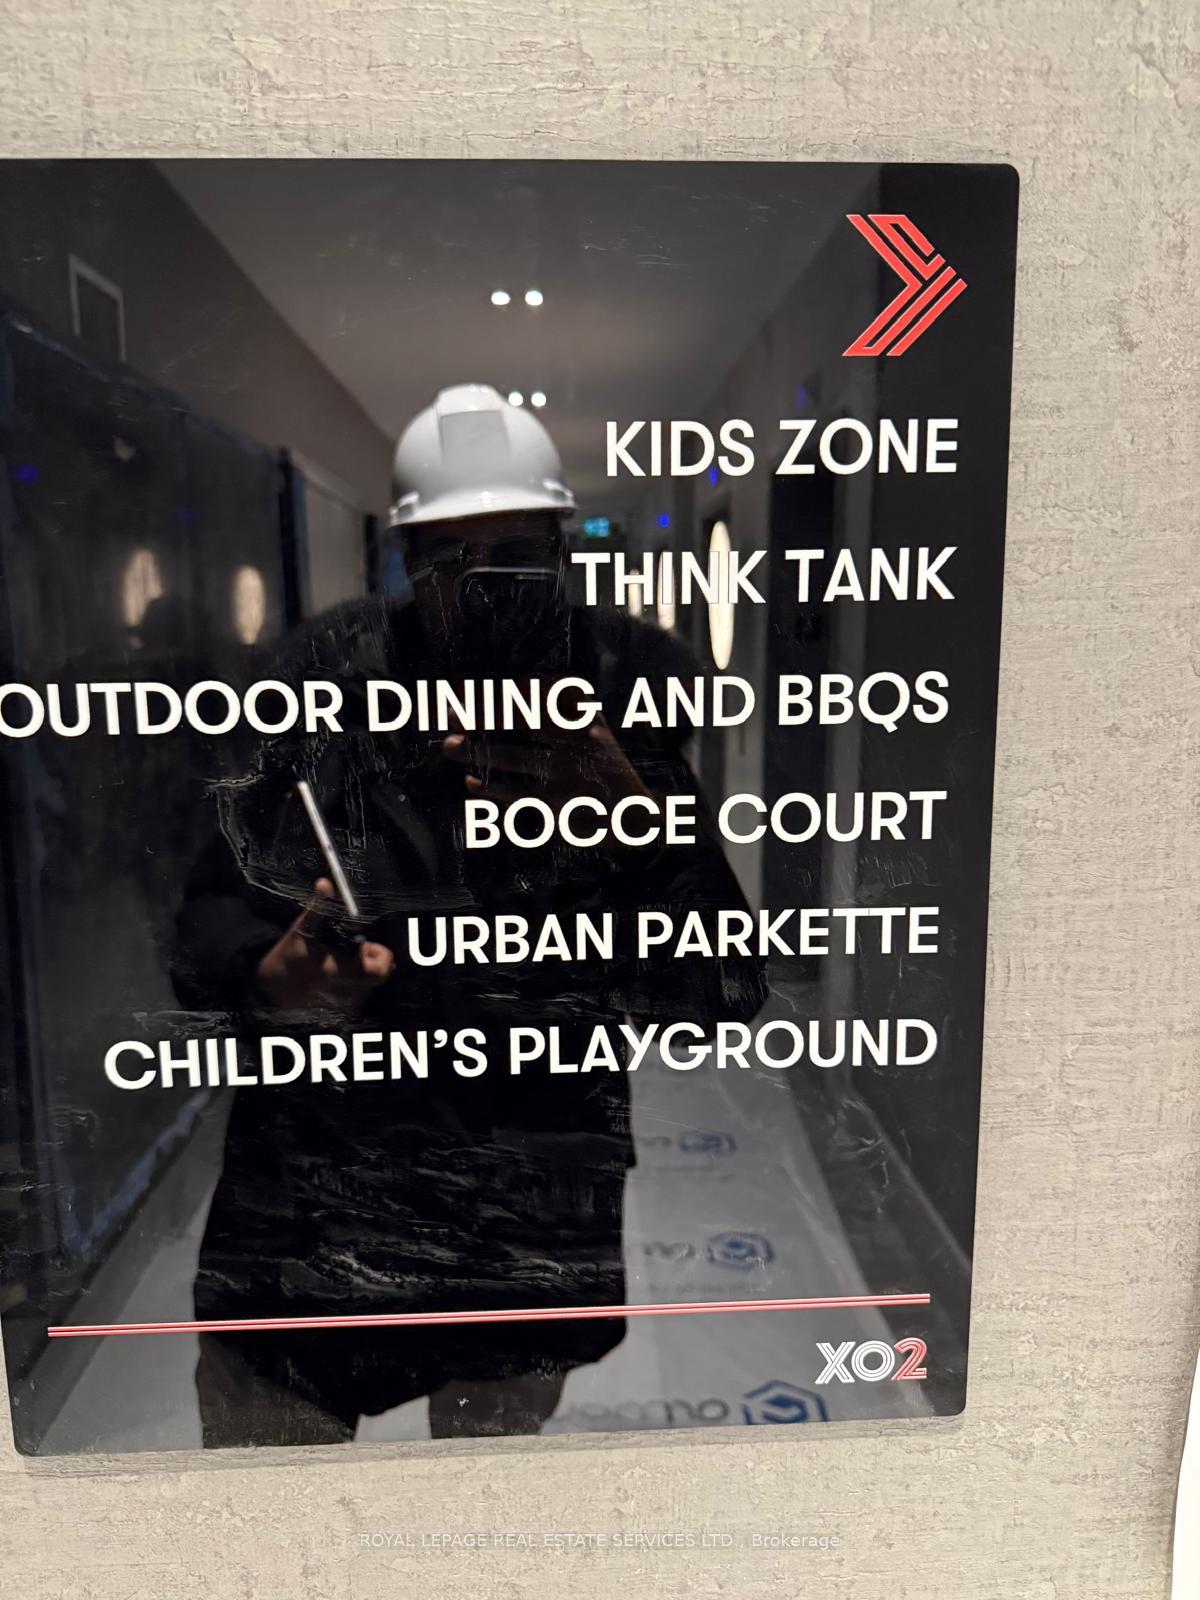 KIDS ZONE
THINK TANK
OUTDOOR DINING AND BBQS
BOCCE COURT
URBAN PARKETTE
CHILDREN'S PLAYGROUND
XO2
ROYAL LEPAGE REAL ESTATE SERVICES LTD., Brokerage